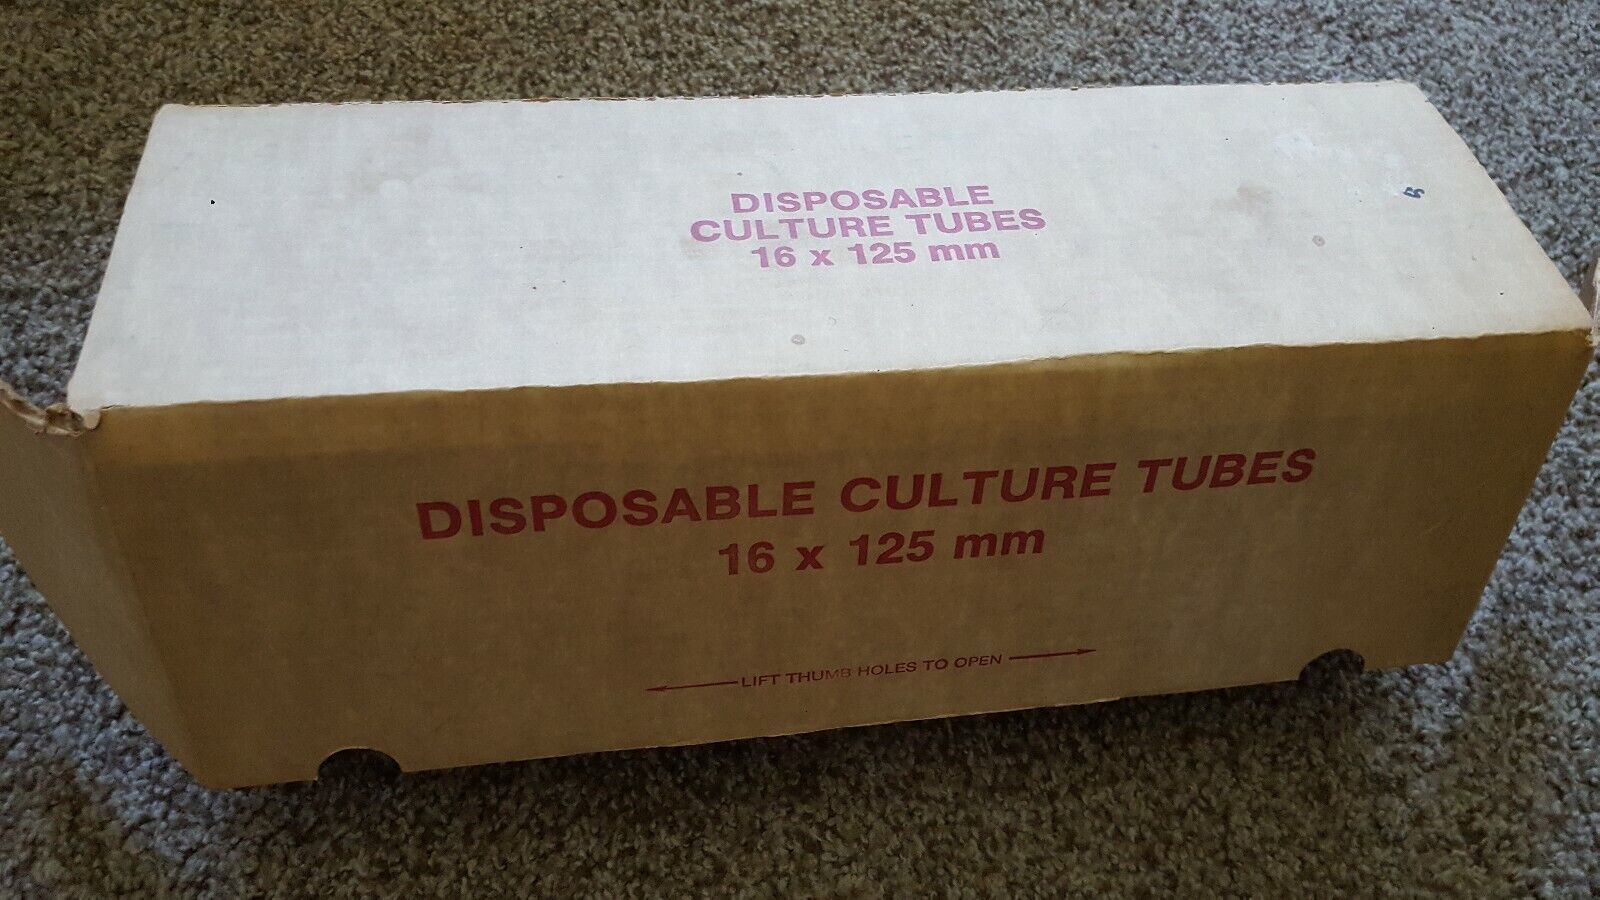 DISPOSABLE
CULTURE TUBES
16 x 125 mm
DISPOSABLE CULTURE TUBES
16 x 125 mm
LIFT THUMB HOLES TO OPEN